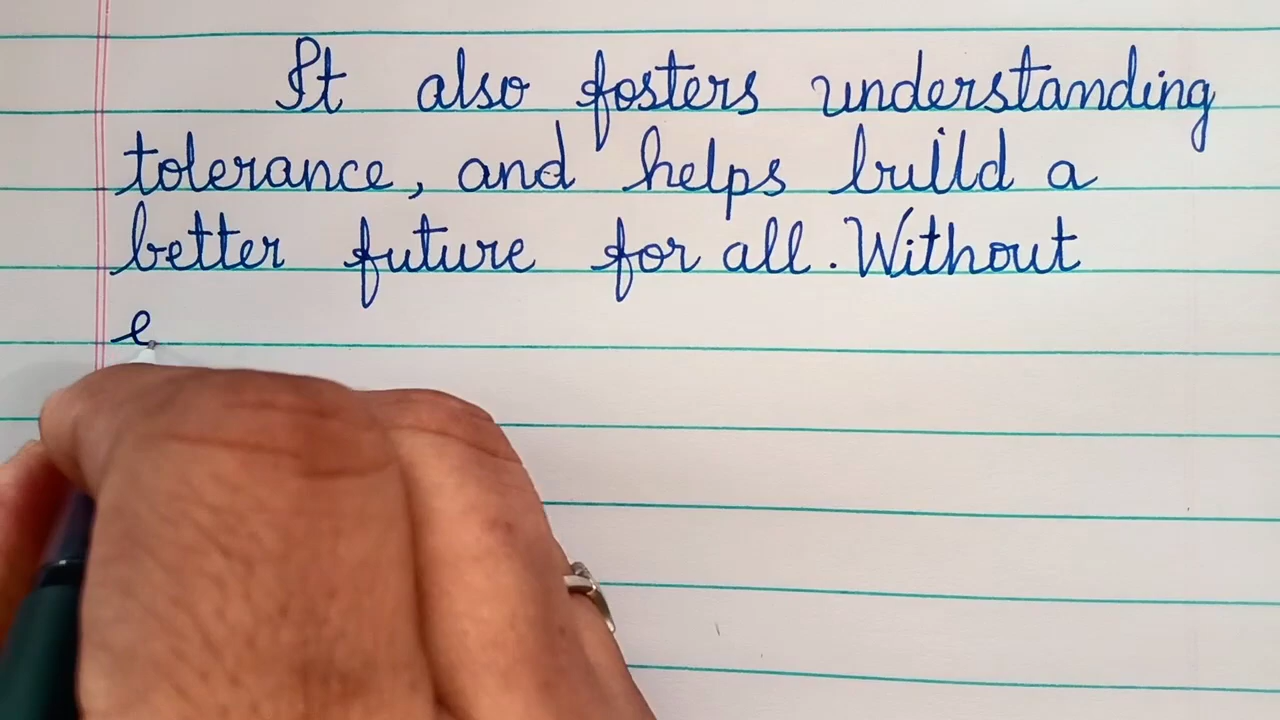 It also fosters understanding
tolerance, and helps build a
better future for all. Without
e